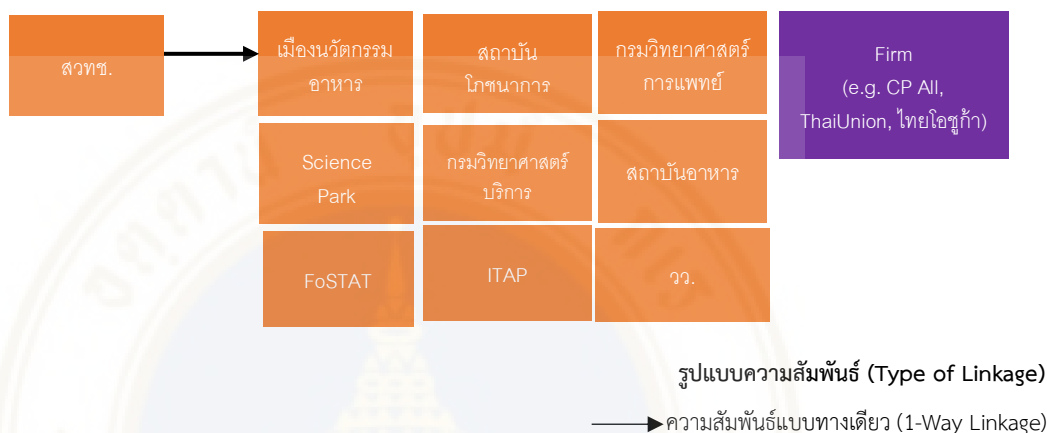 สวทช.
เมืองนวัตกรรม
อาหาร
สถาบัน
โภชนาการ
กรมวิทยาศาสตร์
การแพทย์
Firm
(e.g. CP All,
ThaiUnion, ไทยโอชูก้า)
Science
Park
กรมวิทยาศาสตร์
บริการ
สถาบันอาหาร
FoSTAT
ITAP
วว.
รูปแบบความสัมพันธ์ (Type of Linkage)
ความสัมพันธ์แบบทางเดียว (1-Way Linkage)